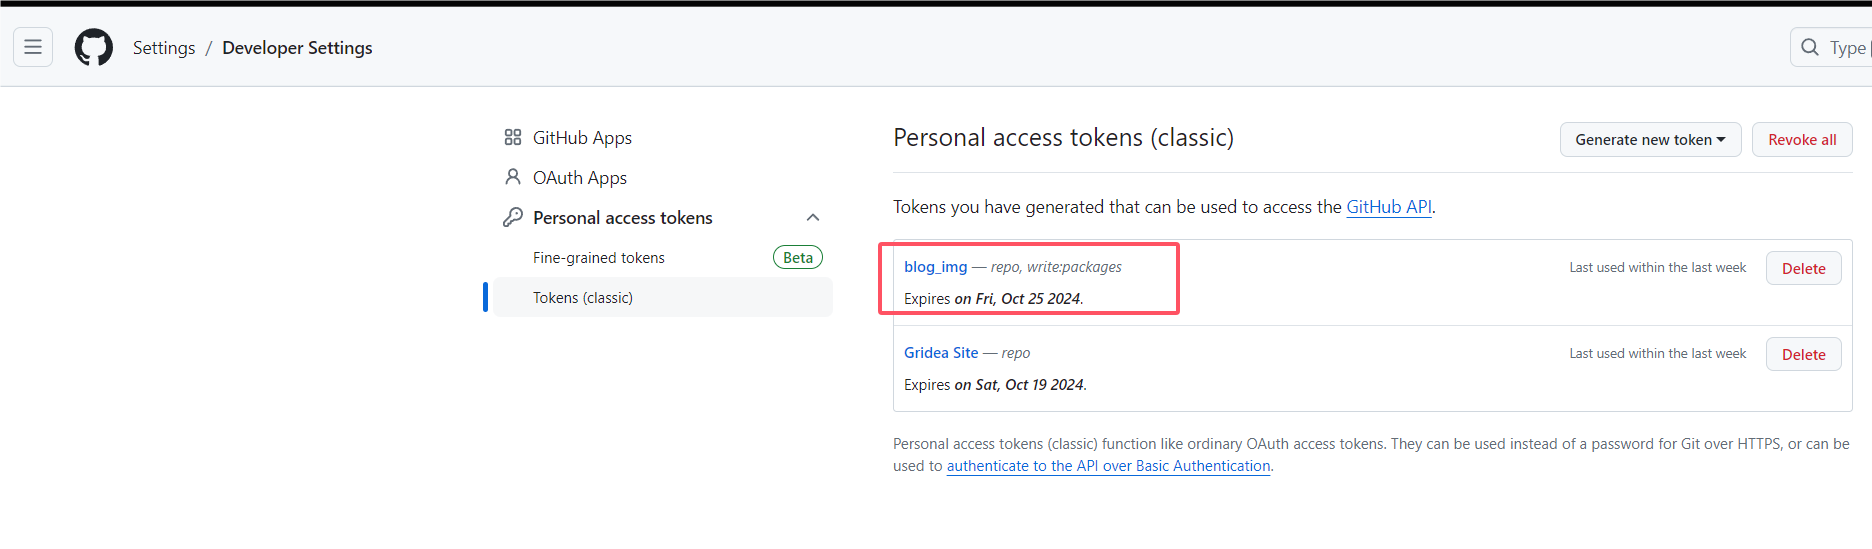 Settings / Developer Settings
Type
GitHub Apps
OAuth Apps
Personal access tokens
Fine-grained tokens Beta
Tokens (classic)
Personal access tokens (classic) Generate new token Revoke all
Tokens you have generated that can be used to access the GitHub API.
blog_img — repo, write:packages Last used within the last week Delete
Expires on Fri, Oct 25 2024.
Gridea Site — repo Last used within the last week Delete
Expires on Sat, Oct 19 2024.
Personal access tokens (classic) function like ordinary OAuth access tokens. They can be used instead of a password for Git over HTTPS, or can be
used to authenticate to the API over Basic Authentication.